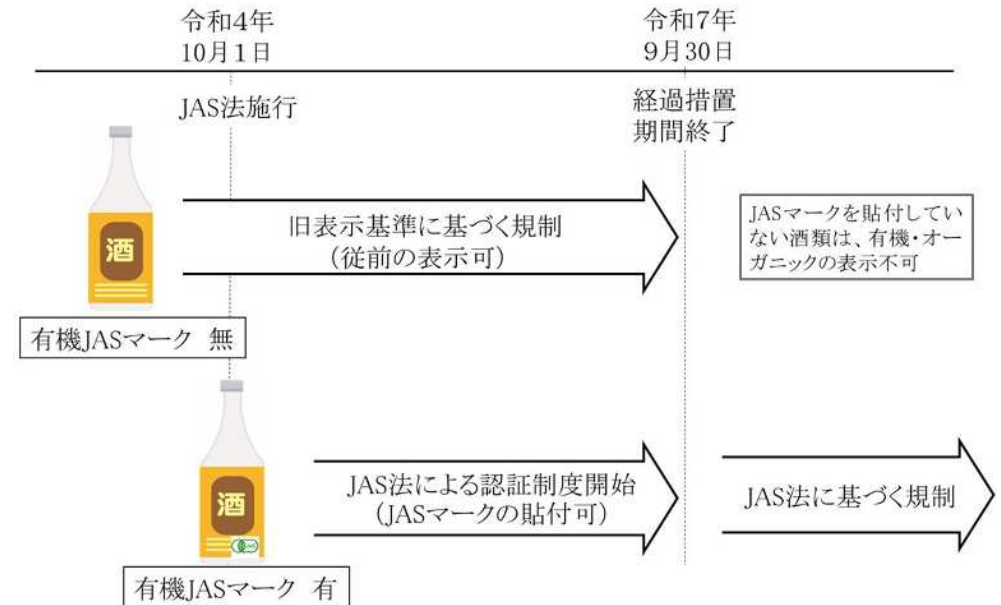 令和4年
10月1日
令和7年
9月30日
JAS法施行
経過措置
期間終了
酒
旧表示基準に基づく規制
(従前の表示可)
JASマークを貼付してい
ない酒類は、有機・オー
ガニックの表示不可
有機JASマーク 無
酒
JAS法による認証制度開始
(JASマークの貼付可)
JAS法に基づく規制
有機JASマーク 有